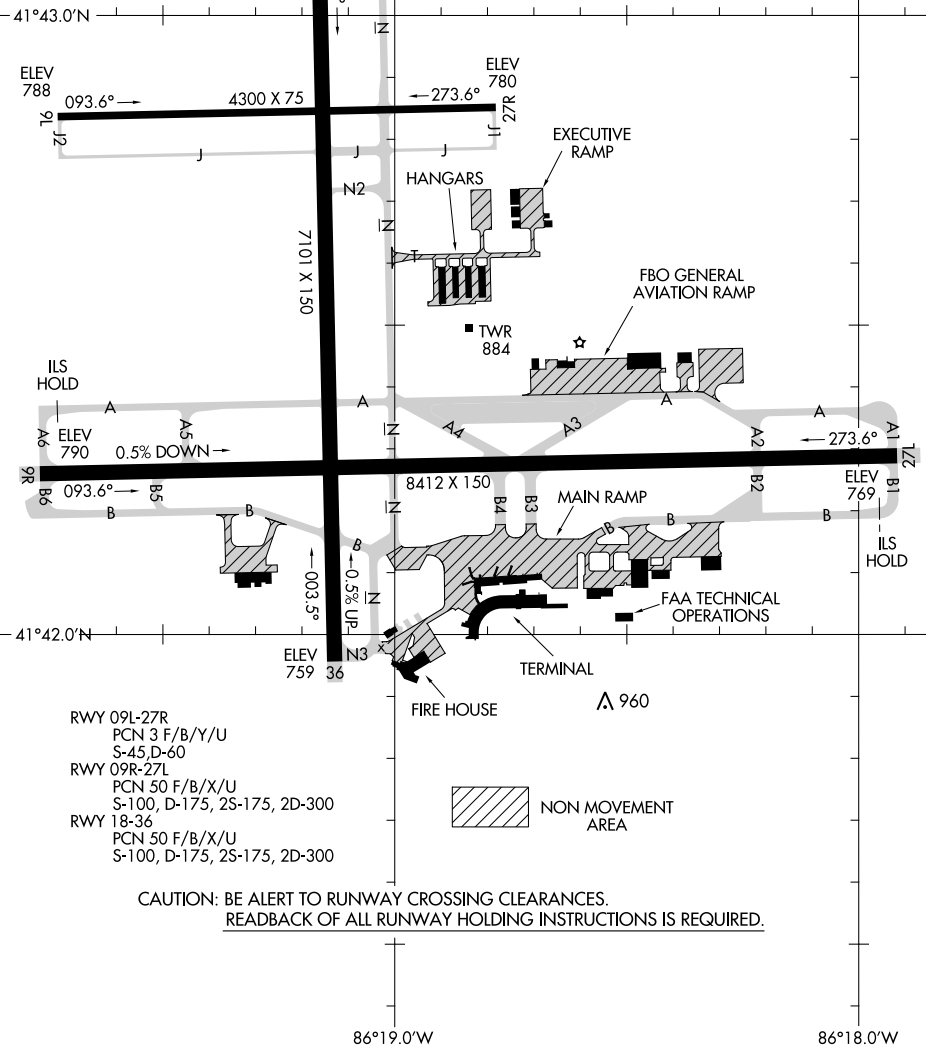 41°43.0'N
N
ELEV
788
ELEV
780
093.6°
4300 X 75
273.6°
9L
27R
J2
J1
J
J
J
EXECUTIVE
RAMP
N2
HANGARS
N
7101 X 150
T
FBO GENERAL
AVIATION RAMP
TWR
884
ILS
HOLD
A
A
A
A
A6
ELEV
790
A5
0.5% DOWN
N
A4
A3
A2
A1
273.6°
9R
27L
093.6°
8412 X 150
ELEV
769
B6
B5
B4
B3
B2
B1
MAIN RAMP
N
B
B
B
B
B
B
ILS
HOLD
003.5°
0.5% UP
N
FAA TECHNICAL
OPERATIONS
41°42.0'N
ELEV
759
36
N3
x
TERMINAL
FIRE HOUSE
960
RWY 09L-27R
PCN 3 F/B/Y/U
S-45,D-60
RWY 09R-27L
PCN 50 F/B/X/U
S-100, D-175, 2S-175, 2D-300
RWY 18-36
PCN 50 F/B/X/U
S-100, D-175, 2S-175, 2D-300
NON MOVEMENT
AREA
CAUTION: BE ALERT TO RUNWAY CROSSING CLEARANCES.
READBACK OF ALL RUNWAY HOLDING INSTRUCTIONS IS REQUIRED.
86°19.0'W
86°18.0'W